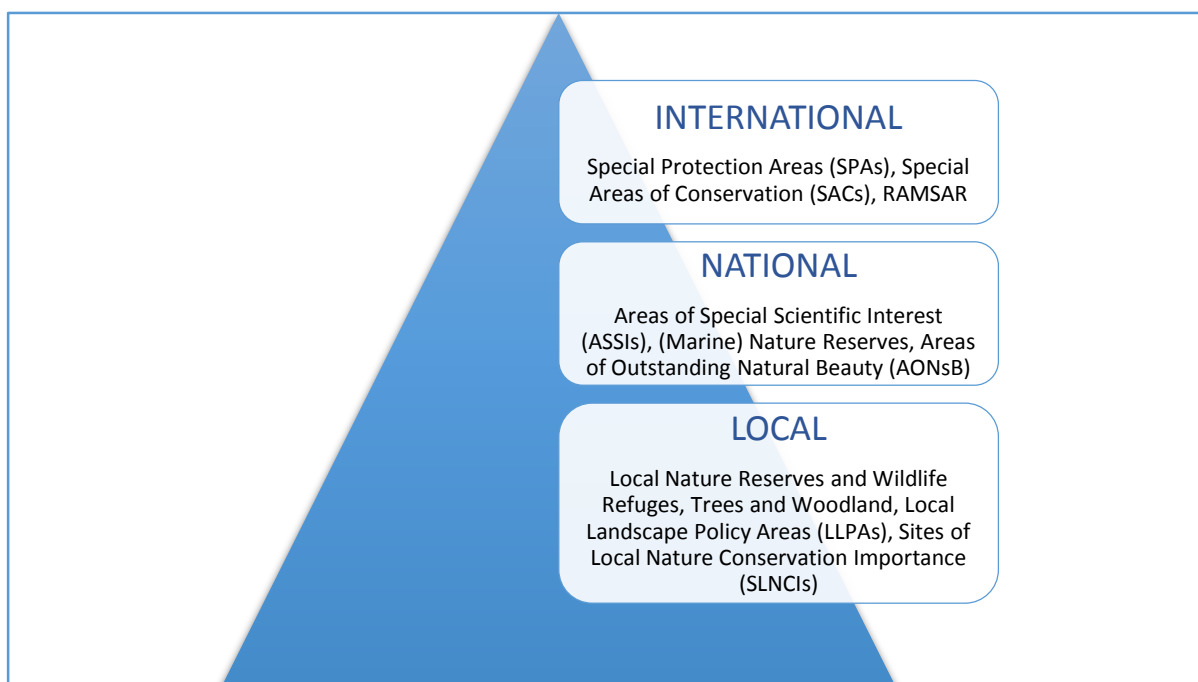 INTERNATIONAL
Special Protection Areas (SPAs), Special
Areas of Conservation (SACs), RAMSAR
NATIONAL
Areas of Special Scientific Interest
(ASSIs), (Marine) Nature Reserves, Areas
of Outstanding Natural Beauty (AONsB)
LOCAL
Local Nature Reserves and Wildlife
Refuges, Trees and Woodland, Local
Landscape Policy Areas (LLPAs), Sites of
Local Nature Conservation Importance
(SLNCIs)